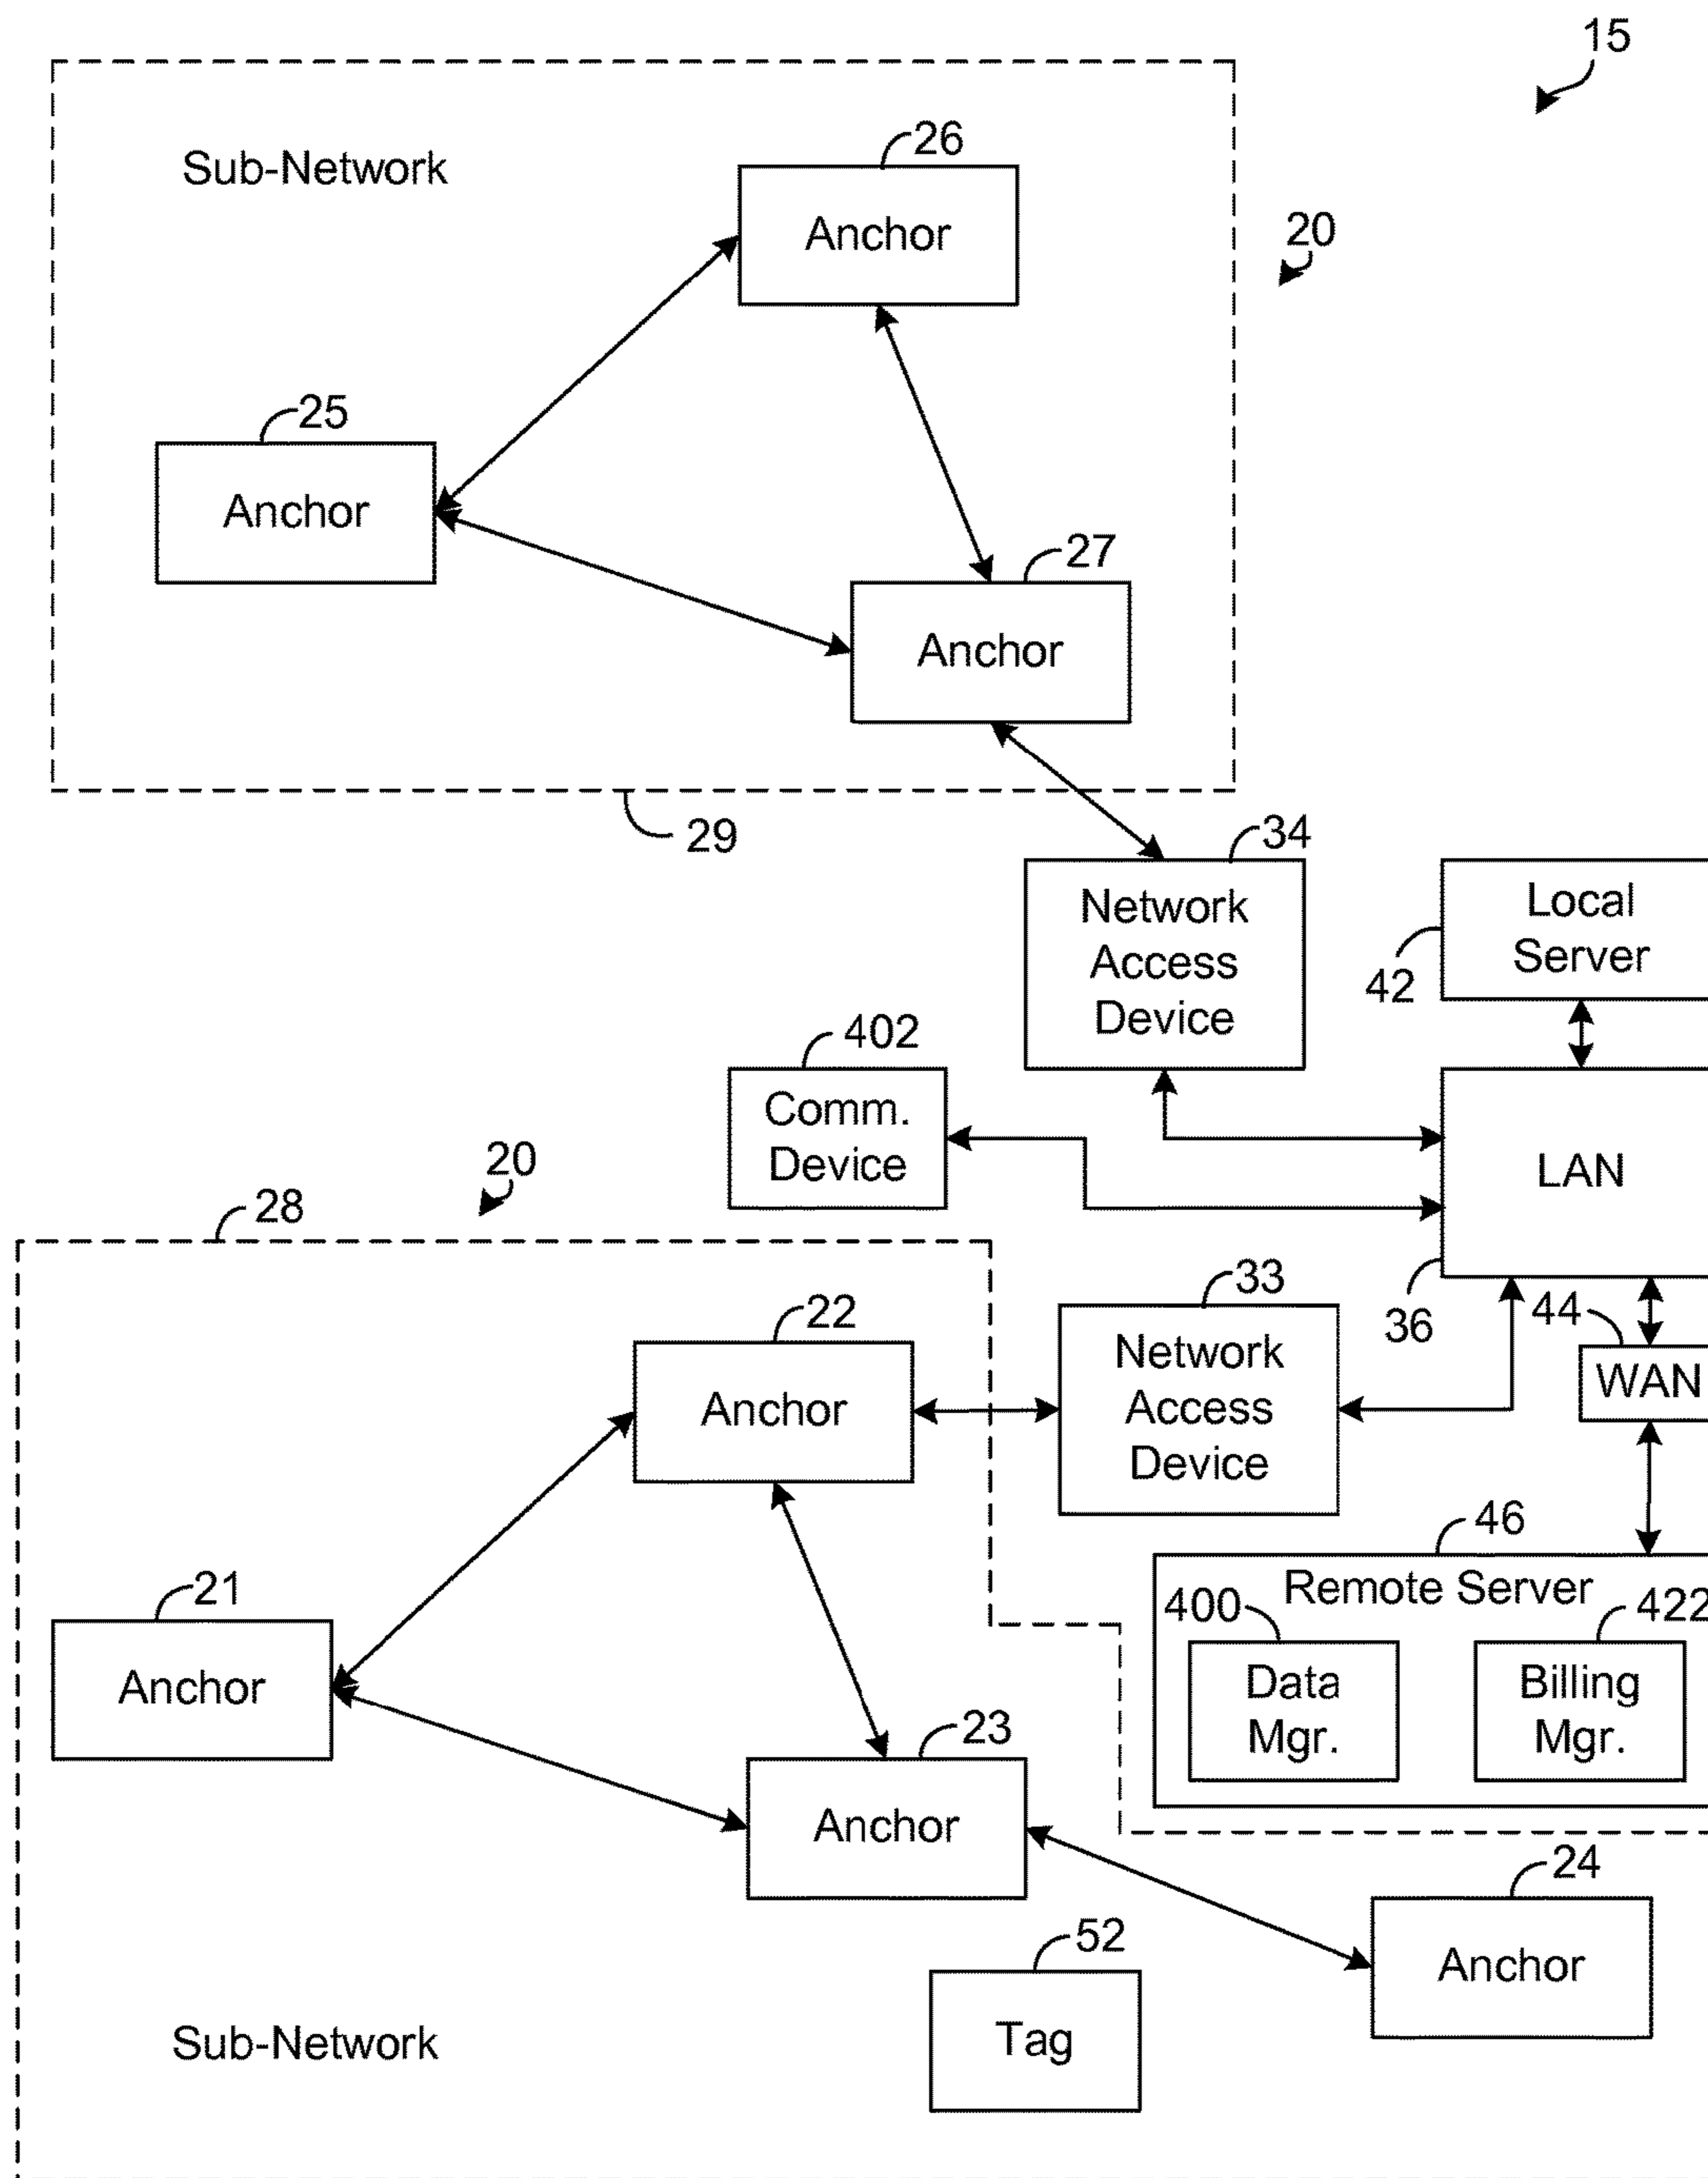 15
Sub-Network
26
Anchor
20
25
Anchor
27
Anchor
29
34
Network
Access
Device
Local
Server
42
402
Comm.
Device
LAN
20
28
36
33
Network
Access
Device
44
WAN
22
Anchor
46
Remote Server
400
422
Data
Mgr.
Billing
Mgr.
21
Anchor
23
Anchor
24
Anchor
52
Tag
Sub-Network